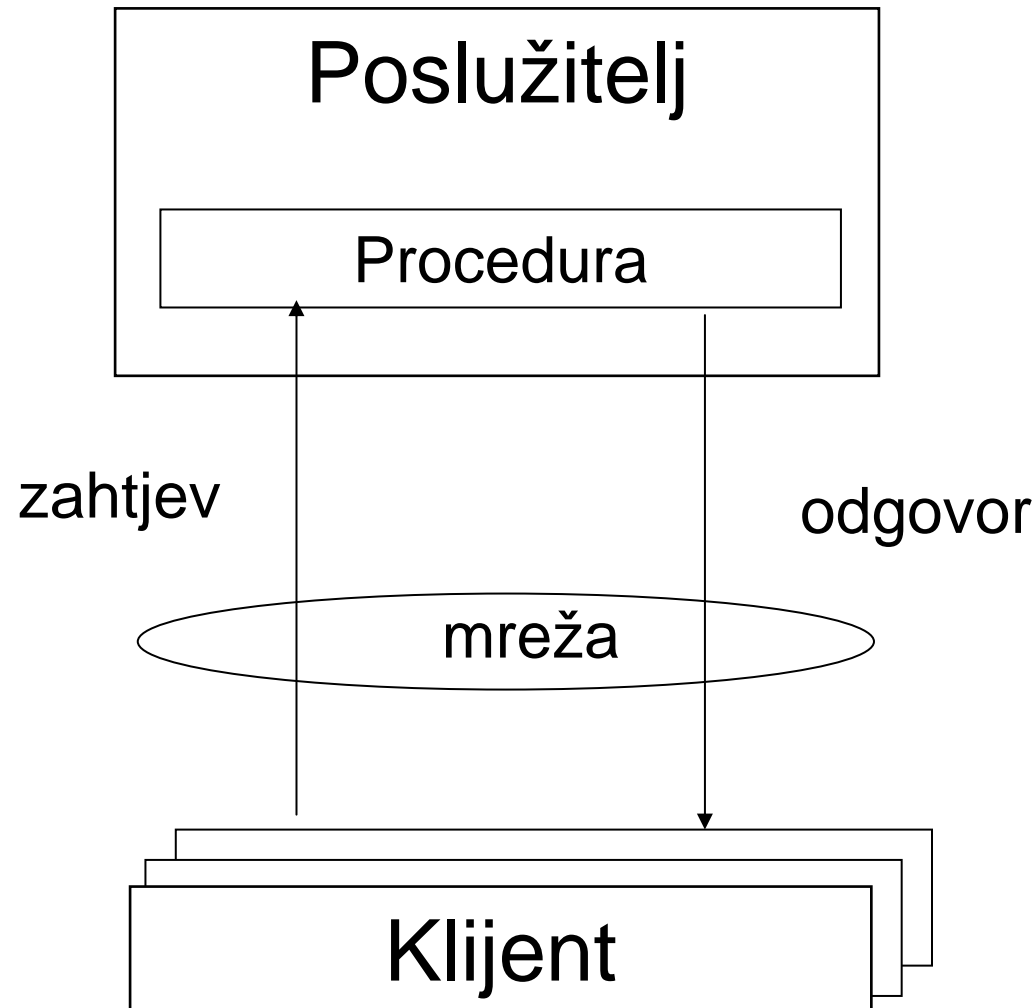 Poslužitelj
Procedura
zahtjev
odgovor
mreža
Klijent